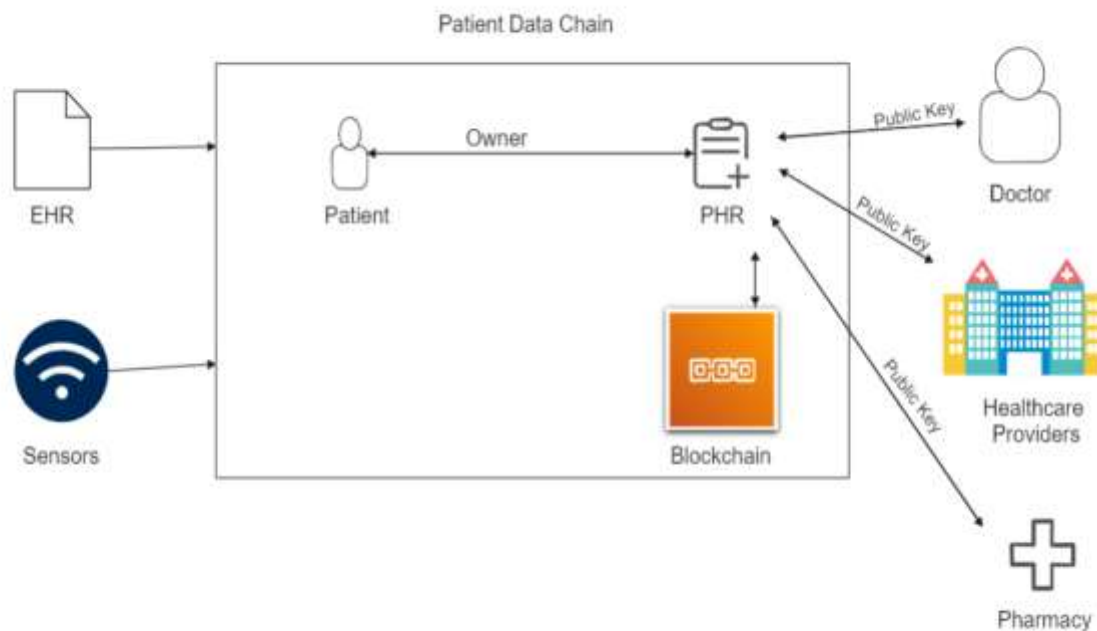 Patient Data Chain
EHR
Sensors
Owner
Patient
PHR
Blockchain
Public Key
Doctor
Public Key
Healthcare
Providers
Public Key
Pharmacy